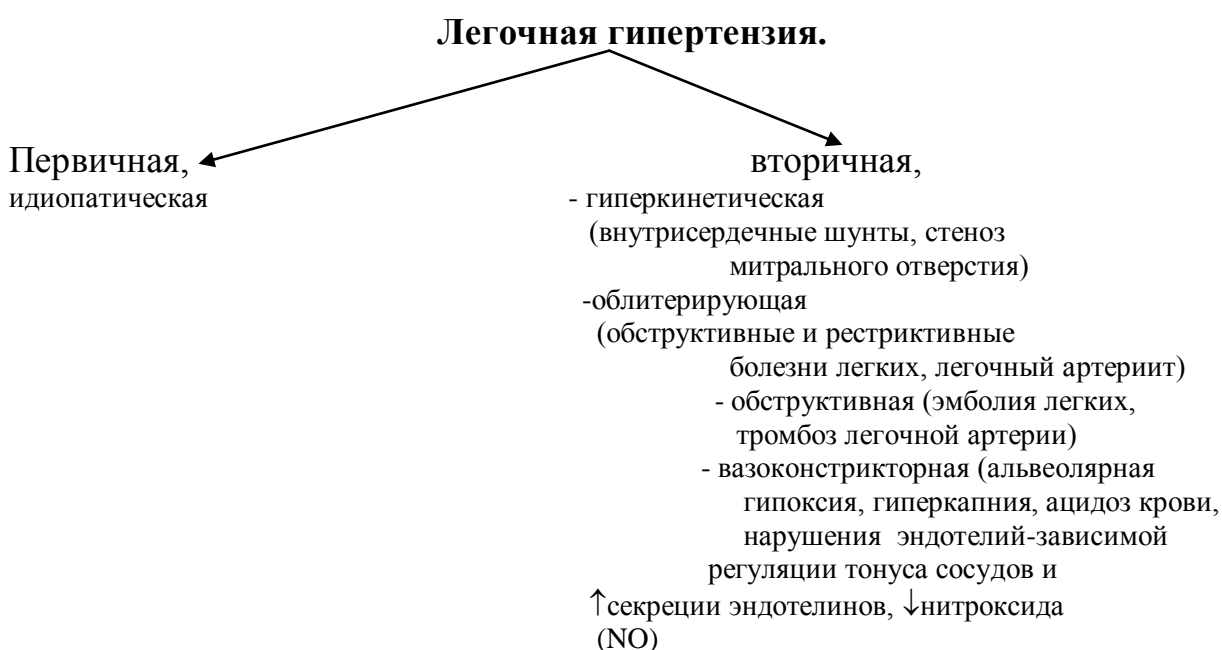 Легочная гипертензия.
Первичная,
идиопатическая
вторичная,
- гиперкинетическая
(внутрисердечные шунты, стеноз
митрального отверстия)
-облитерирующая
(обструктивные и рестриктивные
болезни легких, легочный артериит)
- обструктивная (эмболия легких,
тромбоз легочной артерии)
- вазоконстрикторная (альвеолярная
гипоксия, гиперкапния, ацидоз крови,
нарушения эндотелий-зависимой
регуляции тонуса сосудов и
↑секреции эндотелинов, ↓нитроксида
(NO)